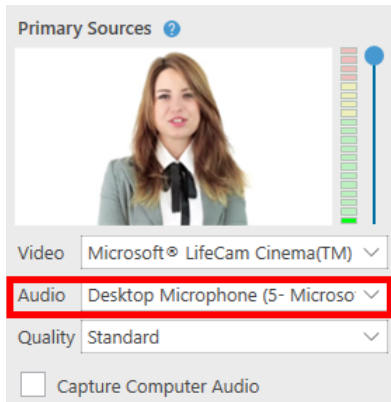 Primary Sources ?
Video Microsoft® LifeCam Cinema(TM)
Audio Desktop Microphone (5- Microso
Quality Standard
Capture Computer Audio